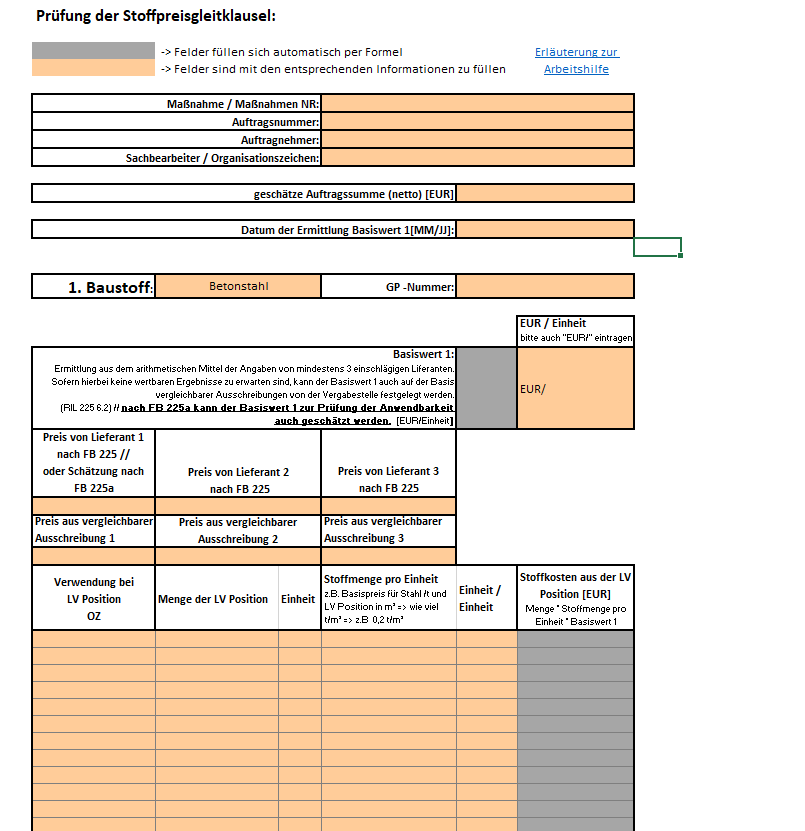 Prüfung der Stoffpreisgleitklausel:
-> Felder füllen sich automatisch per Formel
-> Felder sind mit den entsprechenden Informationen zu füllen
Erläuterung zur
Arbeitshilfe
Maßnahme / Maßnahmen NR:
Auftragsnummer:
Auftragnehmer:
Sachbearbeiter / Organisationszeichen:
geschätze Auftragssumme (netto) [EUR]
Datum der Ermittlung Basiswert 1[MM/JJ]:
1. Baustoff: Betonstahl GP -Nummer:
EUR / Einheit
bitte auch "EUR/" eintragen
Basiswert 1:
Ermittlung aus dem arithmetischen Mittel der Angaben von mindestens 3 einschlägigen Liferanten.
Sofern hierbei keine wertbaren Ergebnisse zu erwarten sind, kann der Basiswert 1 auch auf der Basis
vergleichbarer Ausschreibungen von der Vergabestelle festgelegt werden.
(RIL 225 6.2) // nach FB 225a kann der Basiswert 1 zur Prüfung der Anwendbarkeit
auch geschätzt werden. [EUR/Einheit]
EUR/
Preis von Lieferant 1
nach FB 225 //
oder Schätzung nach
FB 225a
Preis von Lieferant 2
nach FB 225
Preis von Lieferant 3
nach FB 225
Preis aus vergleichbarer
Ausschreibung 1
Preis aus vergleichbarer
Ausschreibung 2
Preis aus vergleichbarer
Ausschreibung 3
Verwendung bei
LV Position
OZ
Menge der LV Position
Einheit
Stoffmenge pro Einheit
z.B. Basispreis für Stahl /t und
LV Position in m³ => wie viel
t/m³ => z.B 0,2 t/m³
Einheit /
Einheit
Stoffkosten aus der LV
Position [EUR]
Menge * Stoffmenge pro
Einheit * Basiswert 1